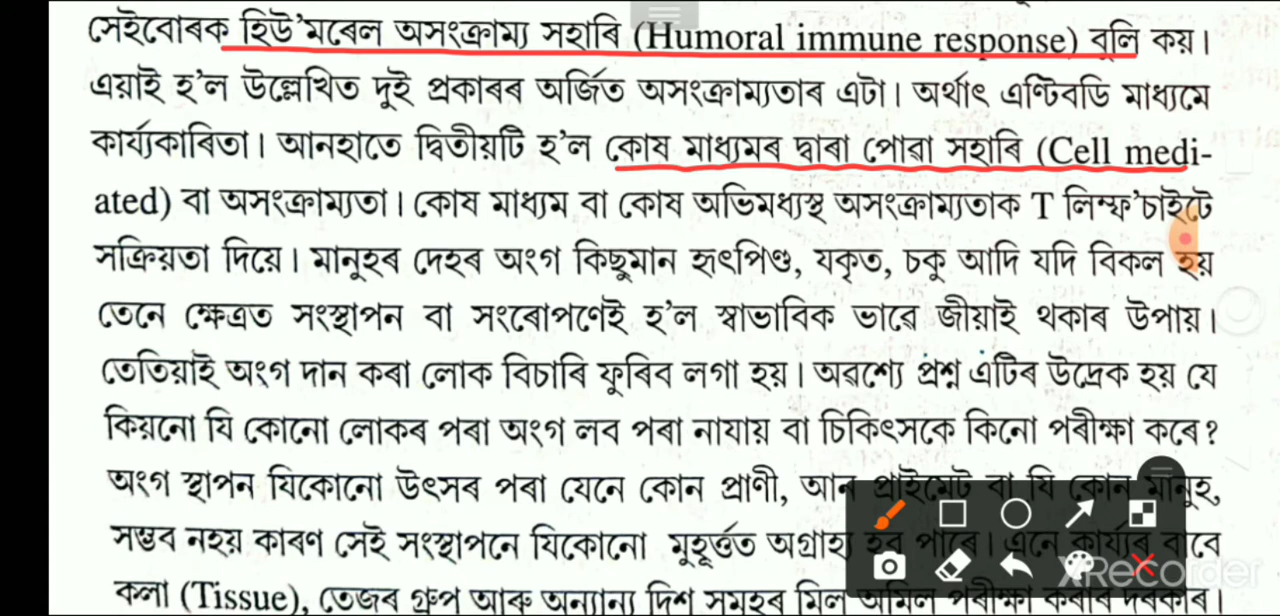 সেইবোৰক হিউ'মৰেল অসংক্ৰাম্য সহাৰি (Humoral immune response) বুলি কয়।
এয়াই হ'ল উল্লেখিত দুই প্ৰকাৰৰ অৰ্জিত অসংক্ৰাম্যতাৰ এটা। অৰ্থাৎ এণ্টিবডি মাধ্যমে
কাৰ্য্যকাৰিতা। আনহাতে দ্বিতীয়টি হ'ল কোষ মাধ্যমৰ দ্বাৰা পোৱা সহাৰি (Cell medi-
ated) বা অসংক্ৰাম্যতা। কোষ মাধ্যম বা কোষ অভিমধ্যস্থ অসংক্ৰাম্যতাক T লিম্ফ'চাইটে
সক্ৰিয়তা দিয়ে। মানুহৰ দেহৰ অংগ কিছুমান হৃৎপিণ্ড, যকৃত, চকু আদি যদি বিকল হয়
তেনে ক্ষেত্ৰত সংস্থাপন বা সংৰোপণেই হ'ল স্বাভাবিক ভাৱে জীয়াই থকাৰ উপায়।
তেতিয়াই অংগ দান কৰা লোক বিচাৰি ফুৰিব লগা হয়। অৱশ্যে প্ৰশ্ন এটিৰ উদ্ৰেক হয় যে
কিয়নো যি কোনো লোকৰ পৰা অংগ লব পৰা নাযায় বা চিকিৎসকে কিনো পৰীক্ষা কৰে?
অংগ স্থাপন যিকোনো উৎসৰ পৰা যেনে কোন প্ৰাণী, আন প্ৰাইমেট বা যি কোন মানুহ,
সম্ভব নহয় কাৰণ সেই সংস্থাপনে যিকোনো মুহূৰ্ত্তত অগ্ৰাহ্য হব পাৰে। এনে কাৰ্য্যৰ বাবে
কলা (Tissue), তেজৰ গ্ৰুপ আৰু অন্যান্য দিশ সমূহৰ মিল অমিল পৰীক্ষা কৰাৰ দৰকাৰ।
XRecorder